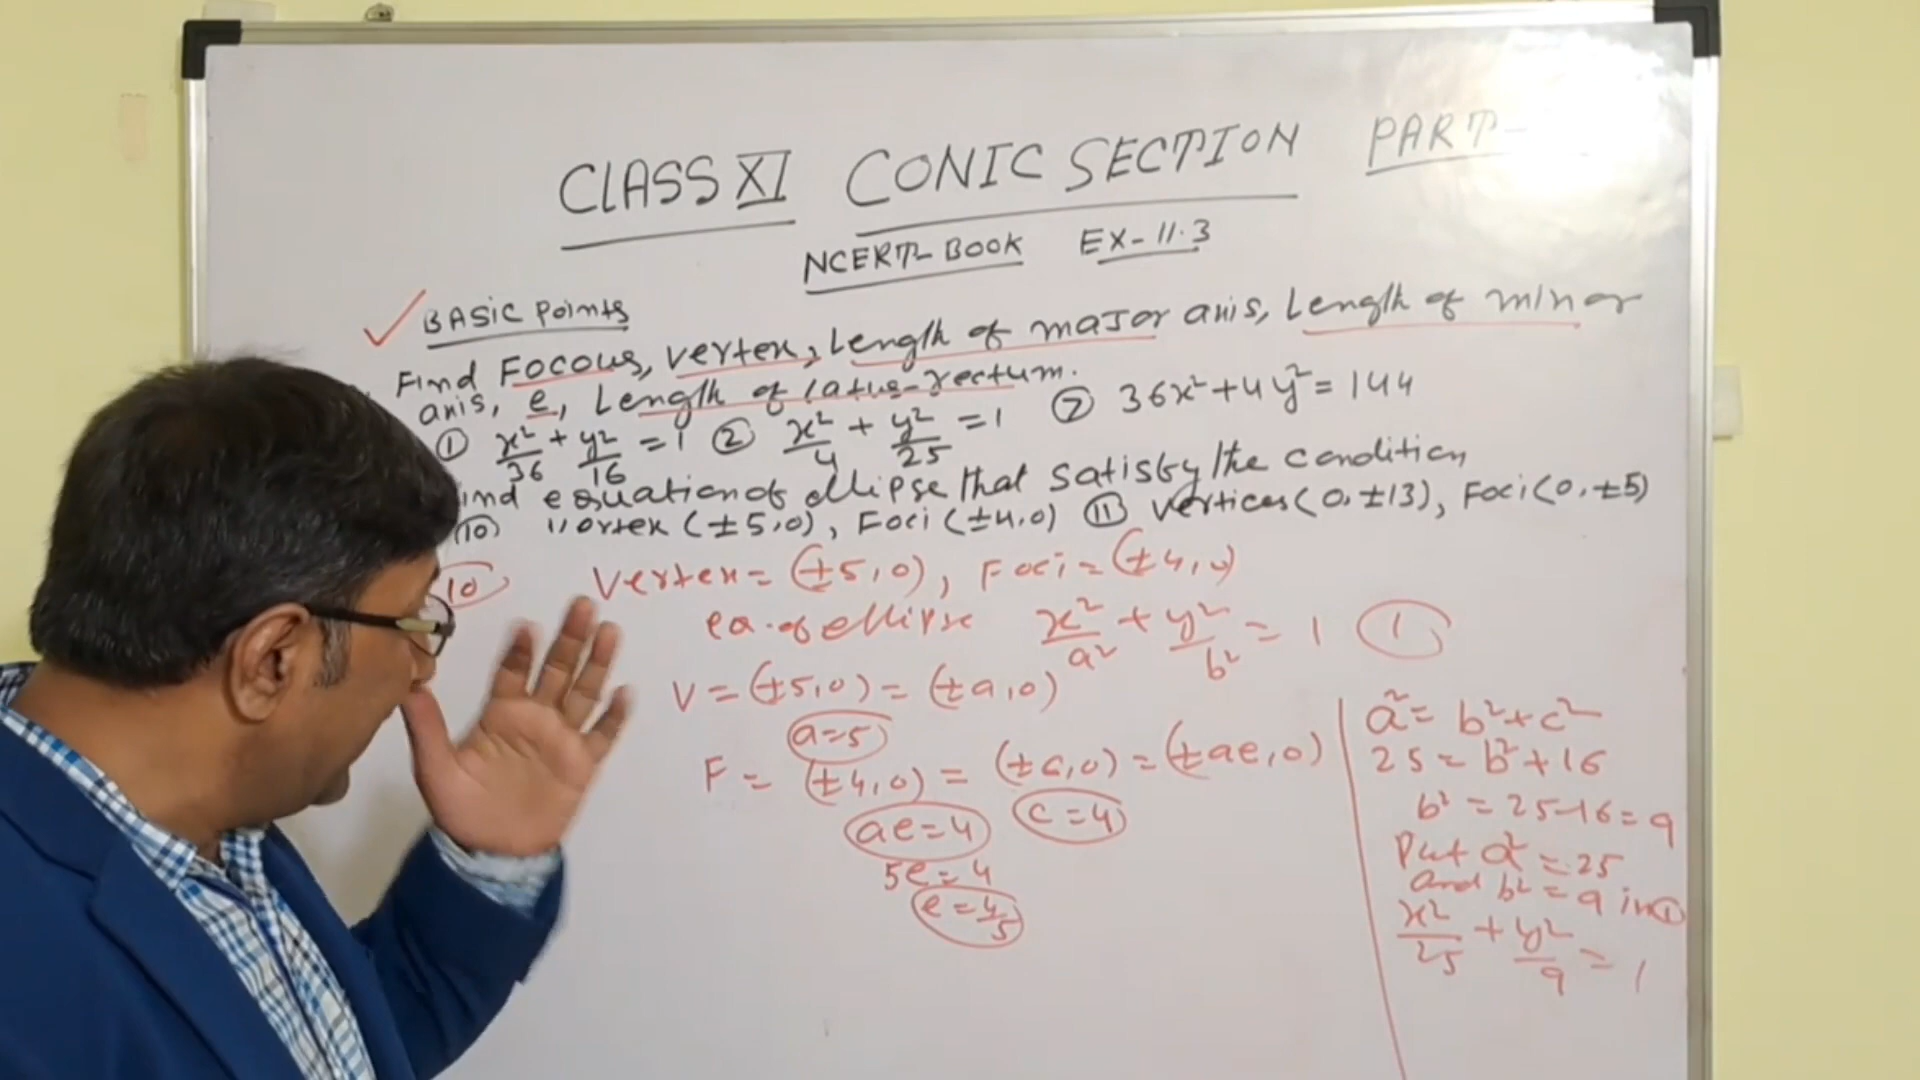 CLASS XI CONIC SECTION PART-
NCERT BOOK EX-11.3
✓ BASIC Points
Find Focous, vertex, Length of major axis, Length of minor
axis, e, Length of latus-rectum.
① x²/36 + y²/16 = 1 ② x²/4 + y²/25 = 1 ⑦ 36x² + 4y² = 144
ind equation of ellipse that satisfy the condition
⑩ vertex (±5,0), Foci (±4,0) ⑪ vertices (0, ±13), Foci (0, ±5)
10 Vertex = (±5,0), Foci = (±4,0)
eq. of ellipse x²/a² + y²/b² = 1 ①
V = (±5,0) = (±a,0)
a=5
F = (±4,0) = (±c,0) = (±ae,0)
ae=4 c=4
5e=4
e=4/5
a² = b²+c²
25 = b²+16
b² = 25-16 = 9
Put a² = 25
and b² = 9 in ①
x²/25 + y²/9 = 1